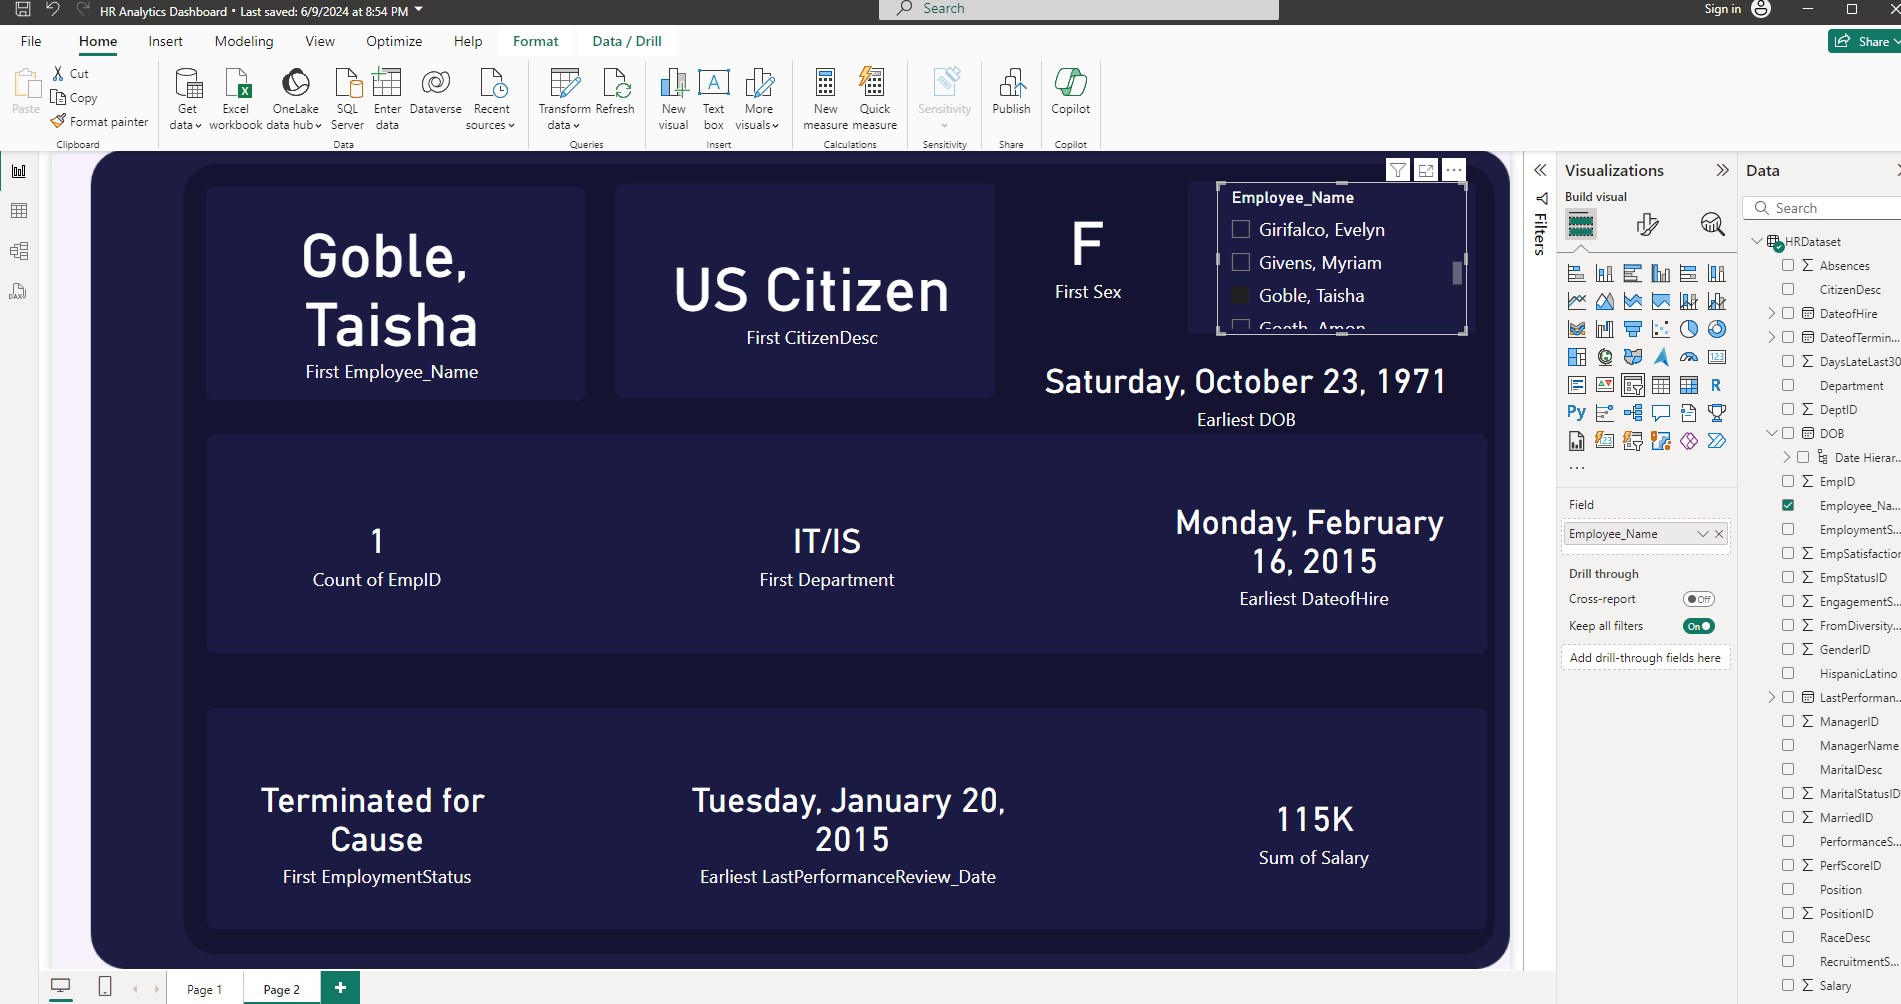 HR Analytics Dashboard • Last saved: 6/9/2024 at 8:54 PM
Search
Sign in
File Home Insert Modeling View Optimize Help Format Data / Drill
Share
Paste
Cut
Copy
Format painter
Clipboard
Get data
Excel workbook
OneLake data hub
SQL Server
Enter data
Dataverse
Recent sources
Data
Transform data
Refresh
Queries
New visual
Text box
A
More visuals
Insert
New measure
Quick measure
Calculations
Sensitivity
Sensitivity
Publish
Share
Copilot
Copilot
DAX
Goble,
Taisha
First Employee_Name
US Citizen
First CitizenDesc
F
First Sex
Employee_Name
Girifalco, Evelyn
Givens, Myriam
Goble, Taisha
Goeth, Amon
Saturday, October 23, 1971
Earliest DOB
1
Count of EmpID
IT/IS
First Department
Monday, February
16, 2015
Earliest DateofHire
Terminated for
Cause
First EmploymentStatus
Tuesday, January 20,
2015
Earliest LastPerformanceReview_Date
115K
Sum of Salary
Page 1
Page 2
Filters
Visualizations
Build visual
123
R
Py
123
...
Field
Employee_Name
Drill through
Cross-report
Off
Keep all filters
On
Add drill-through fields here
Data
Search
HRDataset
Absences
CitizenDesc
DateofHire
DateofTermin...
DaysLateLast30
Department
DeptID
DOB
Date Hierar...
EmpID
Employee_Na...
EmploymentS...
EmpSatisfaction
EmpStatusID
EngagementS...
FromDiversity...
GenderID
HispanicLatino
LastPerforman...
ManagerID
ManagerName
MaritalDesc
MaritalStatusID
MarriedID
PerformanceS...
PerfScoreID
Position
PositionID
RaceDesc
RecruitmentS...
Salary